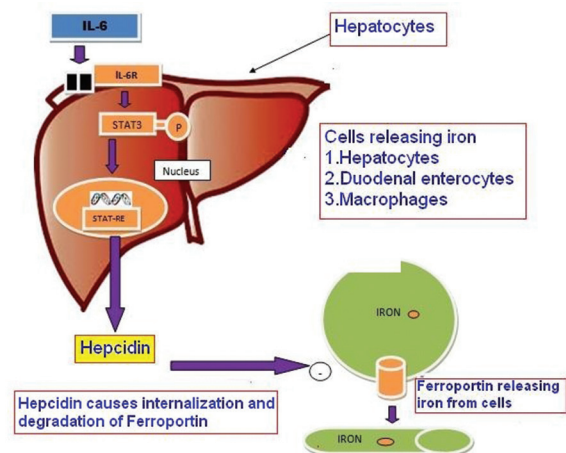 IL-6
Hepatocytes
IL-6R
STAT3
P
Cells releasing iron
1.Hepatocytes
2.Duodenal enterocytes
3.Macrophages
Nucleus
STAT-RE
IRON
Hepcidin
-
Ferroportin releasing
iron from cells
Hepcidin causes internalization and
degradation of Ferroportin
IRON